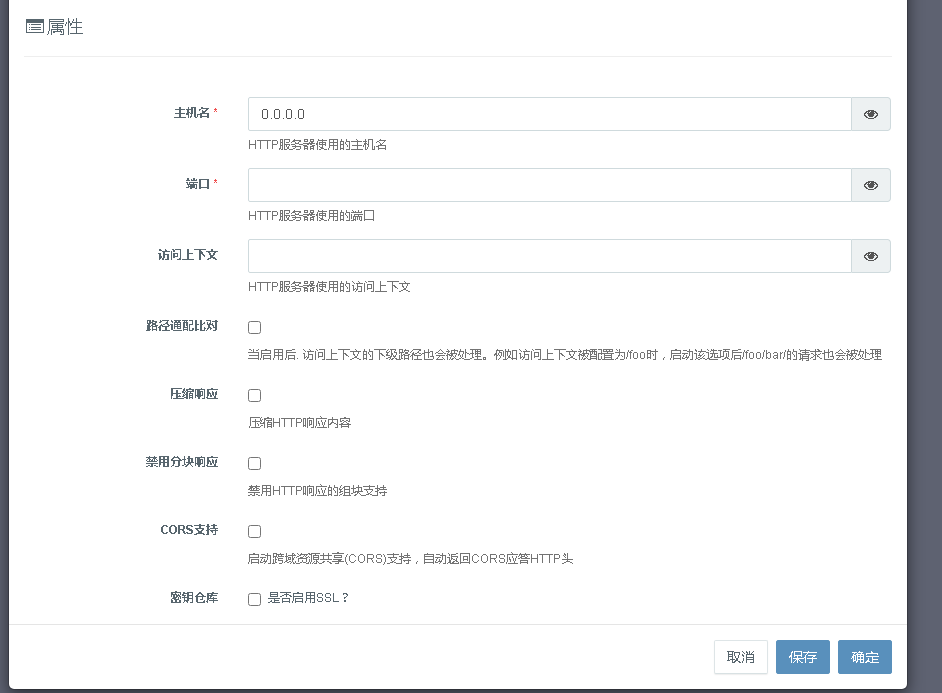 属性
主机名 *
0.0.0.0
HTTP服务器使用的主机名
端口 *
HTTP服务器使用的端口
访问上下文
HTTP服务器使用的访问上下文
路径通配比对
当启用后. 访问上下文的下级路径也会被处理。例如访问上下文被配置为/foo时，启动该选项后/foo/bar/的请求也会被处理
压缩响应
压缩HTTP响应内容
禁用分块响应
禁用HTTP响应的组块支持
CORS支持
启动跨域资源共享(CORS)支持，自动返回CORS应答HTTP头
密钥仓库
是否启用SSL？
取消 保存 确定